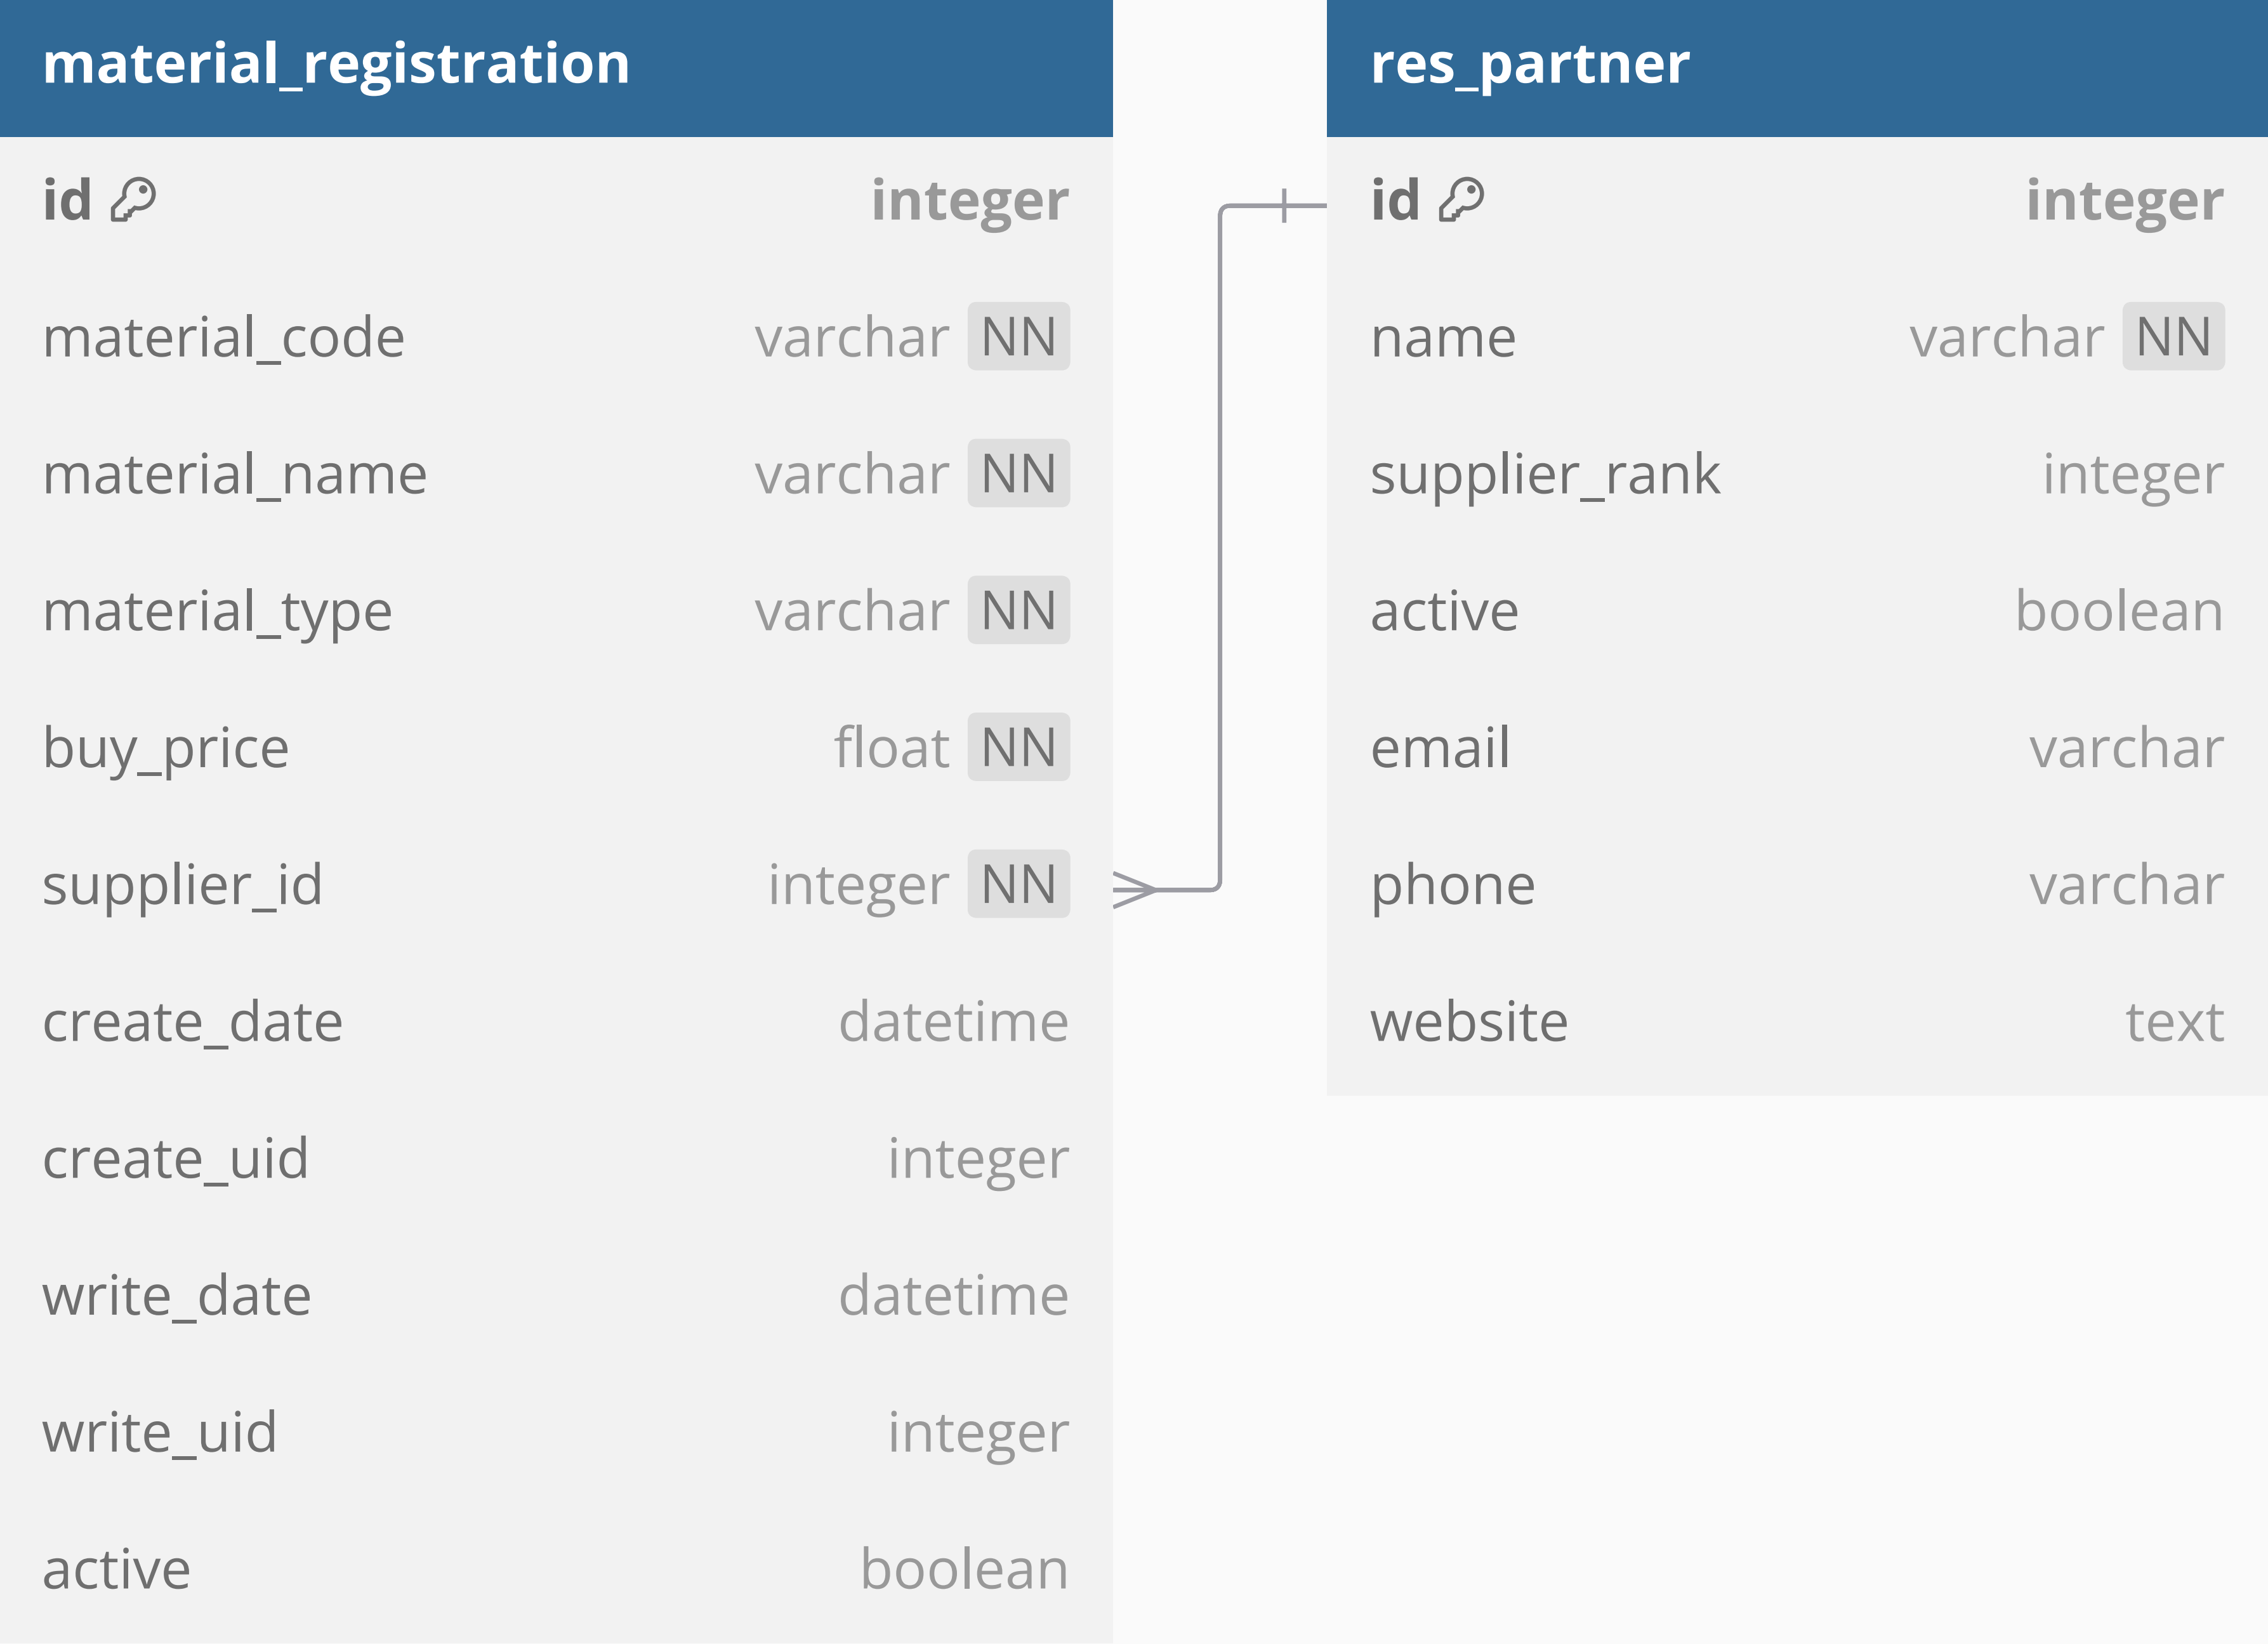 material_registration
id integer
material_code varchar NN
material_name varchar NN
material_type varchar NN
buy_price float NN
supplier_id integer NN
create_date datetime
create_uid integer
write_date datetime
write_uid integer
active boolean
res_partner
id integer
name varchar NN
supplier_rank integer
active boolean
email varchar
phone varchar
website text